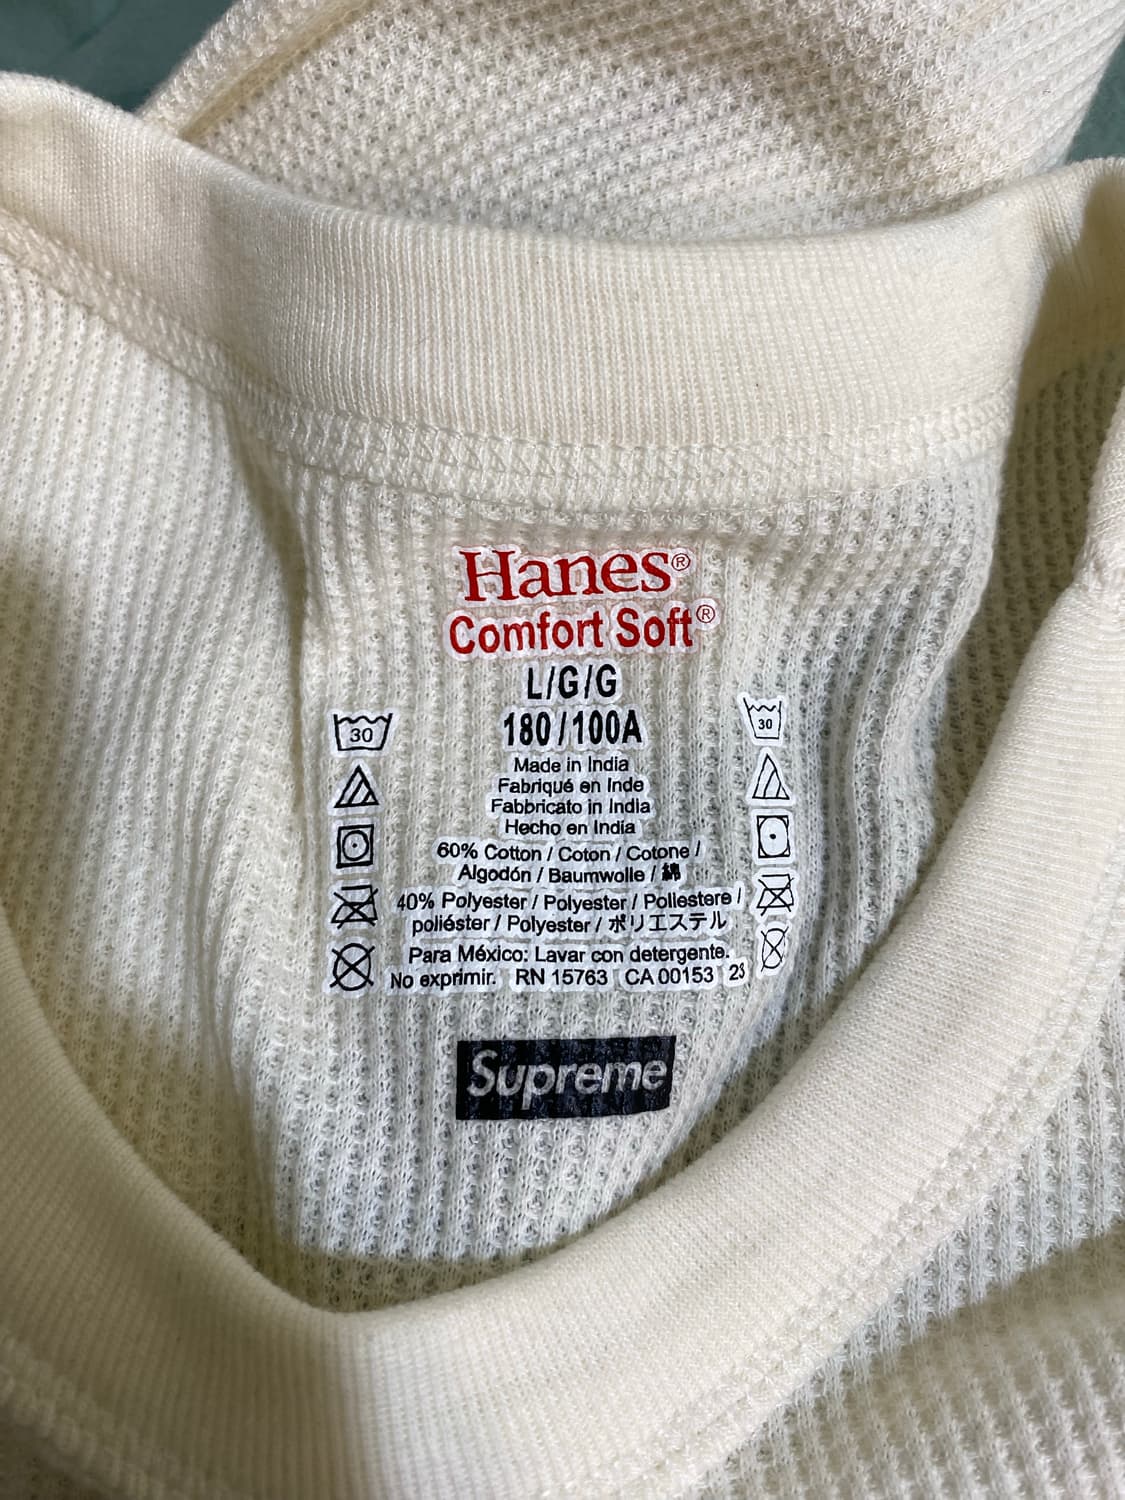 Hanes®
Comfort Soft®
L/G/G
180/100A
30
30
Made in India
Fabriqué en Inde
Fabbricato in India
Hecho en India
60% Cotton / Coton / Cotone /
Algodón / Baumwolle / 綿
40% Polyester / Polyester / Poliestere /
poliéster / Polyester / ポリエステル
Para México: Lavar con detergente.
No exprimir. RN 15763 CA 00153 23
Supreme